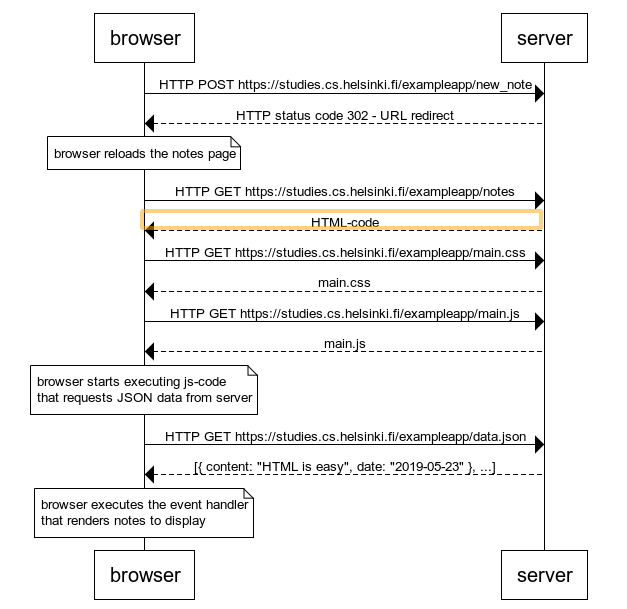 browser server
HTTP POST https://studies.cs.helsinki.fi/exampleapp/new_note
HTTP status code 302 - URL redirect
browser reloads the notes page
HTTP GET https://studies.cs.helsinki.fi/exampleapp/notes
HTML-code
HTTP GET https://studies.cs.helsinki.fi/exampleapp/main.css
main.css
HTTP GET https://studies.cs.helsinki.fi/exampleapp/main.js
main.js
browser starts executing js-code
that requests JSON data from server
HTTP GET https://studies.cs.helsinki.fi/exampleapp/data.json
[{ content: "HTML is easy", date: "2019-05-23" }, ...]
browser executes the event handler
that renders notes to display
browser server